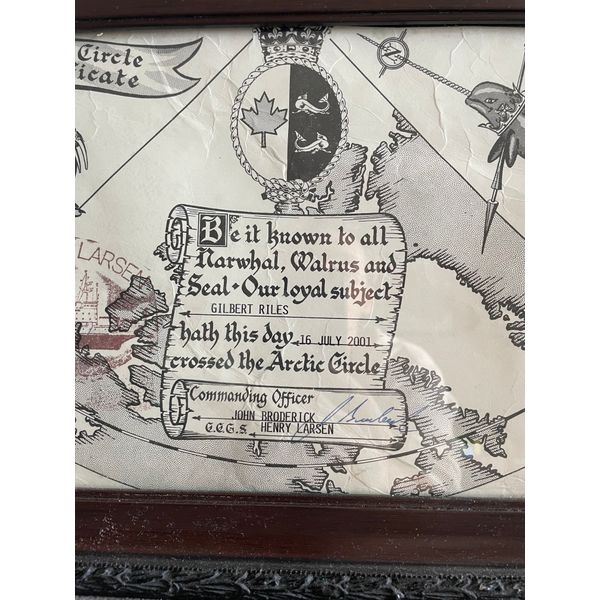 Circle
icate
N
Be it known to all
Narwhal, Walrus and
Seal • Our loyal subject
GILBERT RILES
hath this day 16 JULY 2001
crossed the Arctic Circle
Commanding Officer
JOHN BRODERICK
C.C.G.S. HENRY LARSEN
LARSEN